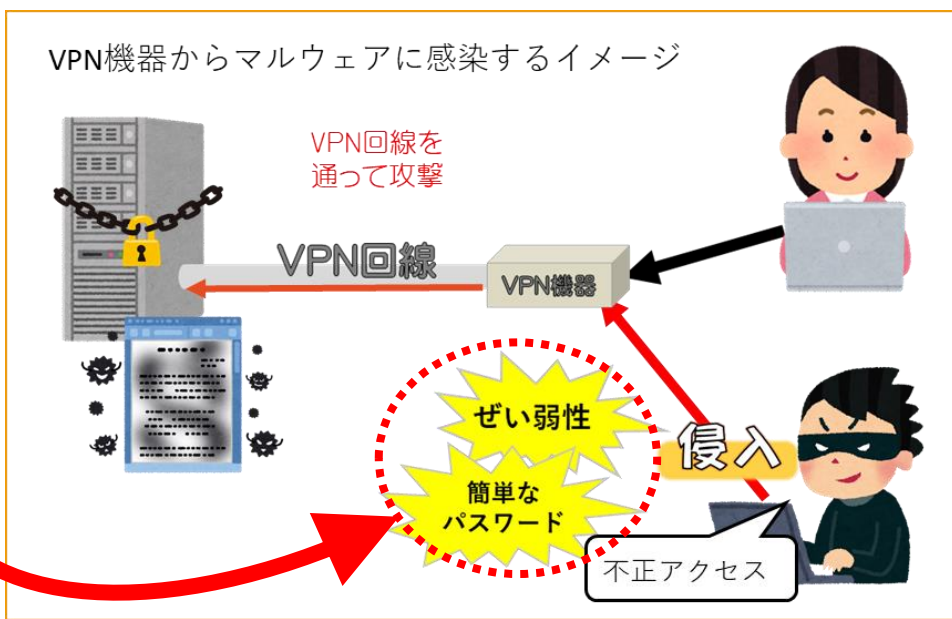 VPN機器からマルウェアに感染するイメージ
VPN回線を
通って攻撃
VPN回線
VPN機器
ぜい弱性
侵入
簡単な
パスワード
不正アクセス